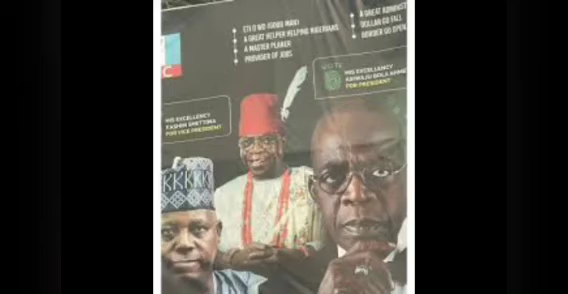 C
ETI O WO (GOOD MAN)
A GREAT HELPER HELPING NIGERIANS
A MASTER PLANER
PROVIDER OF JOBS
A GREAT ADMINIST
DOLLAR GO FALL
BORDER GO OPEN
VOTE
HIS EXCELLENCY
ASIWAJU BOLA AHME
FOR PRESIDENT
HIS EXCELLENCY
KASHIM SHETTIMA
FOR VICE PRESIDENT